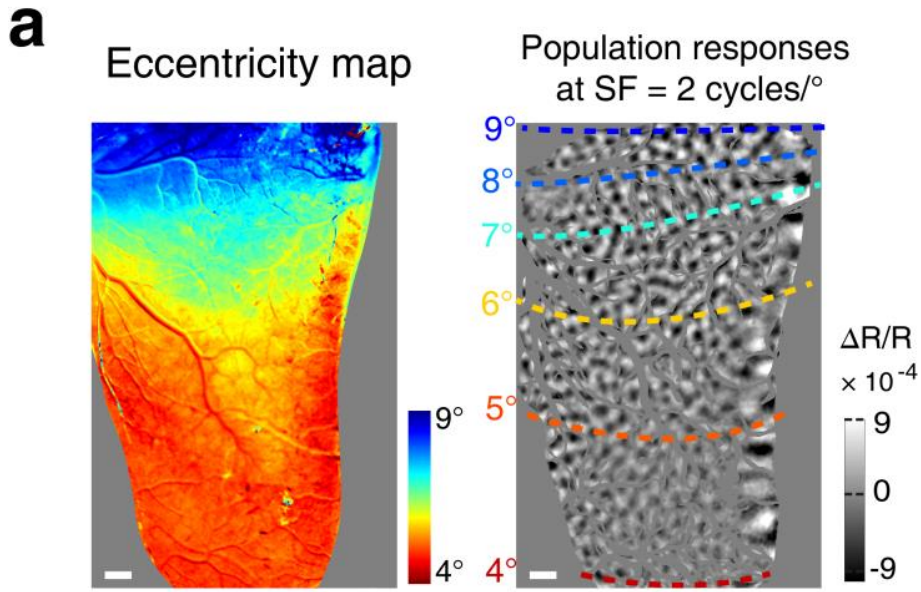 a
Eccentricity map
Population responses
at SF = 2 cycles/°
9°
8°
7°
6°
5°
4°
9°
4°
ΔR/R
× 10⁻⁴
9
0
-9